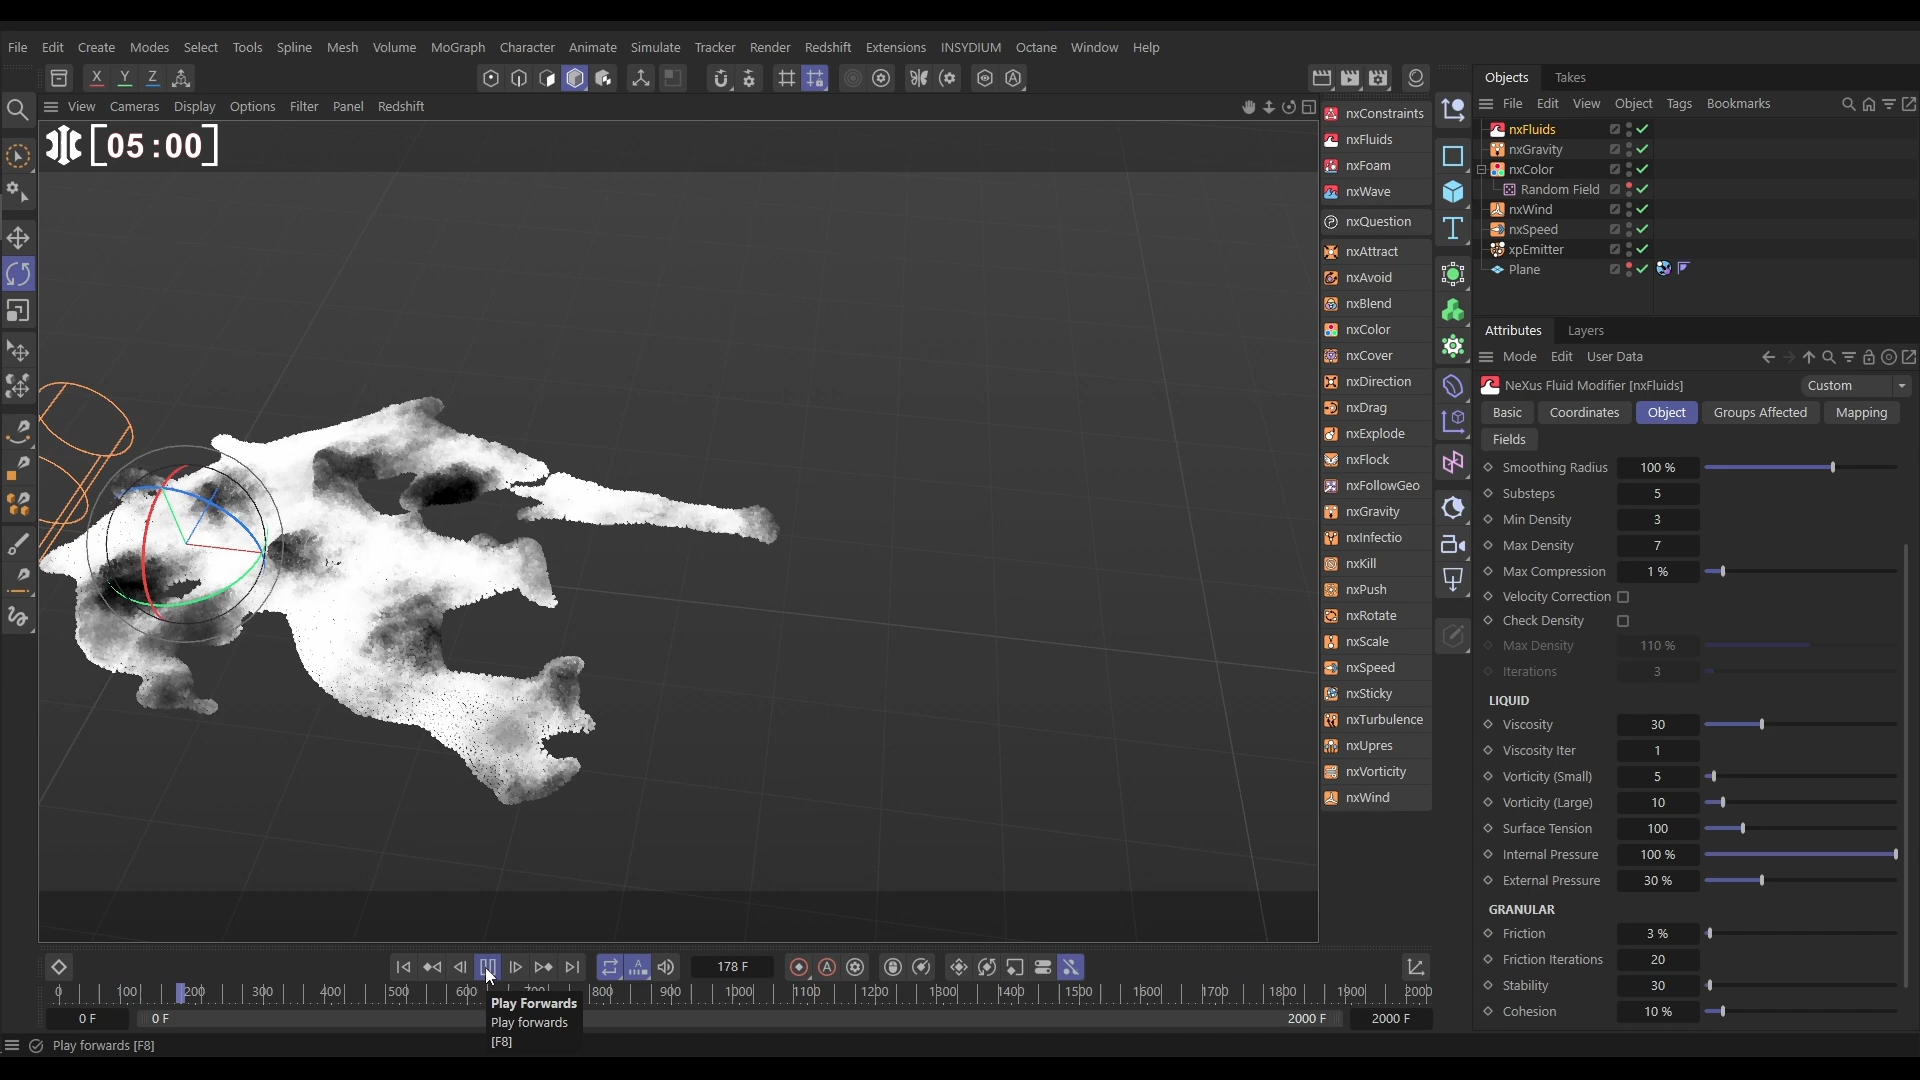 File Edit Create Modes Select Tools Spline Mesh Volume MoGraph Character Animate Simulate Tracker Render Redshift Extensions INSYDIUM Octane Window Help
X Y Z
View Cameras Display Options Filter Panel Redshift
[05:00]
nxConstraints
nxFluids
nxFoam
nxWave
nxQuestion
nxAttract
nxAvoid
nxBlend
nxColor
nxCover
nxDirection
nxDrag
nxExplode
nxFlock
nxFollowGeo
nxGravity
nxInfectio
nxKill
nxPush
nxRotate
nxScale
nxSpeed
nxSticky
nxTurbulence
nxUpres
nxVorticity
nxWind
Objects Takes
File Edit View Object Tags Bookmarks
nxFluids
nxGravity
nxColor
Random Field
nxWind
nxSpeed
xpEmitter
Plane
Attributes Layers
Mode Edit User Data
NeXus Fluid Modifier [nxFluids] Custom
Basic Coordinates Object Groups Affected Mapping
Fields
Smoothing Radius 100 %
Substeps 5
Min Density 3
Max Density 7
Max Compression 1 %
Velocity Correction
Check Density
Max Density 110 %
Iterations 3
LIQUID
Viscosity 30
Viscosity Iter 1
Vorticity (Small) 5
Vorticity (Large) 10
Surface Tension 100
Internal Pressure 100 %
External Pressure 30 %
GRANULAR
Friction 3 %
Friction Iterations 20
Stability 30
Cohesion 10 %
178 F
0 100 200 300 400 500 600 700 800 900 1000 1100 1200 1300 1400 1500 1600 1700 1800 1900 2000
0 F 0 F 2000 F 2000 F
Play Forwards
Play forwards
[F8]
Play forwards [F8]